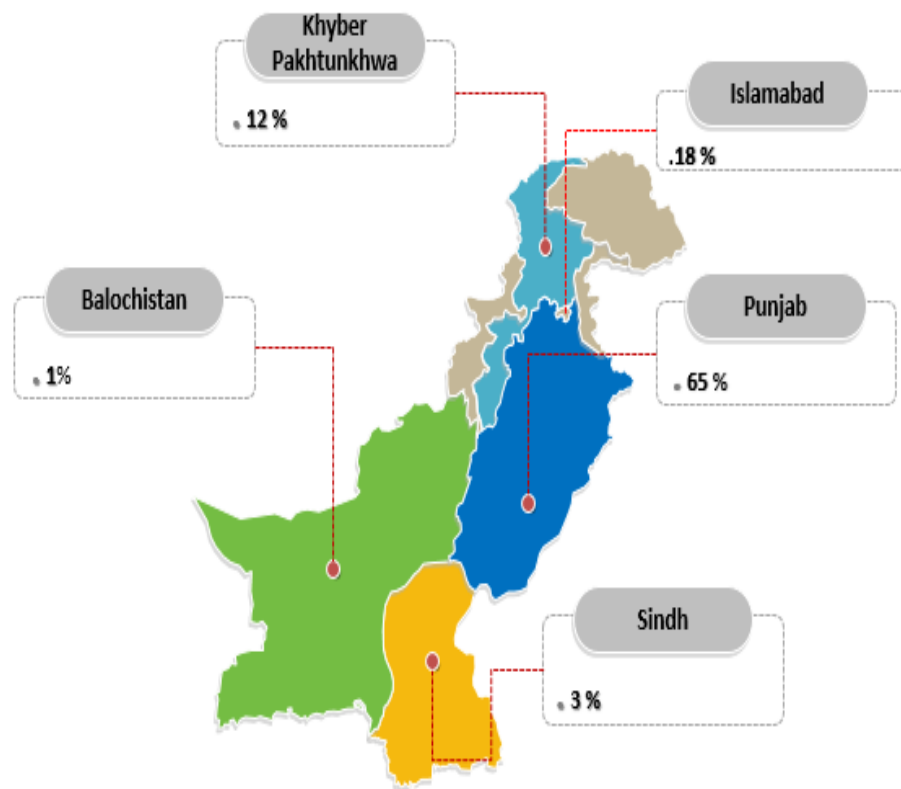 Khyber
Pakhtunkhwa
. 12 %
Islamabad
.18 %
Balochistan
. 1%
Punjab
. 65 %
Sindh
. 3 %